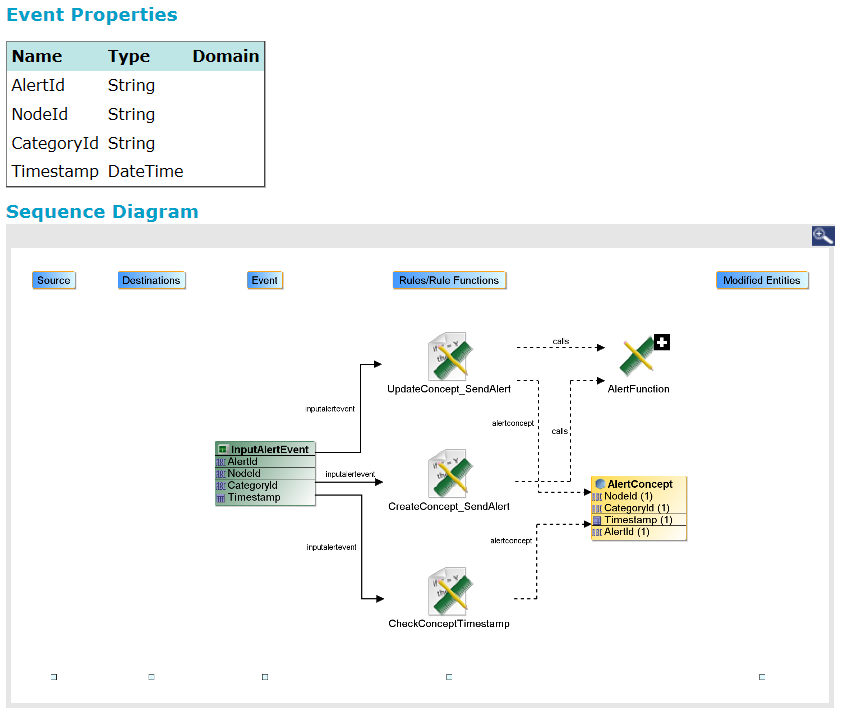 Event Properties
Name Type Domain
AlertId String
NodeId String
CategoryId String
Timestamp DateTime
Sequence Diagram
Source Destinations Event Rules/Rule Functions Modified Entities
calls
UpdateConcept_SendAlert
AlertFunction
inputalertevent
alertconcept
calls
InputAlertEvent
AlertId
NodeId
CategoryId
Timestamp
inputalertevent
CreateConcept_SendAlert
AlertConcept
NodeId (1)
CategoryId (1)
Timestamp (1)
AlertId (1)
inputalertevent
alertconcept
CheckConceptTimestamp